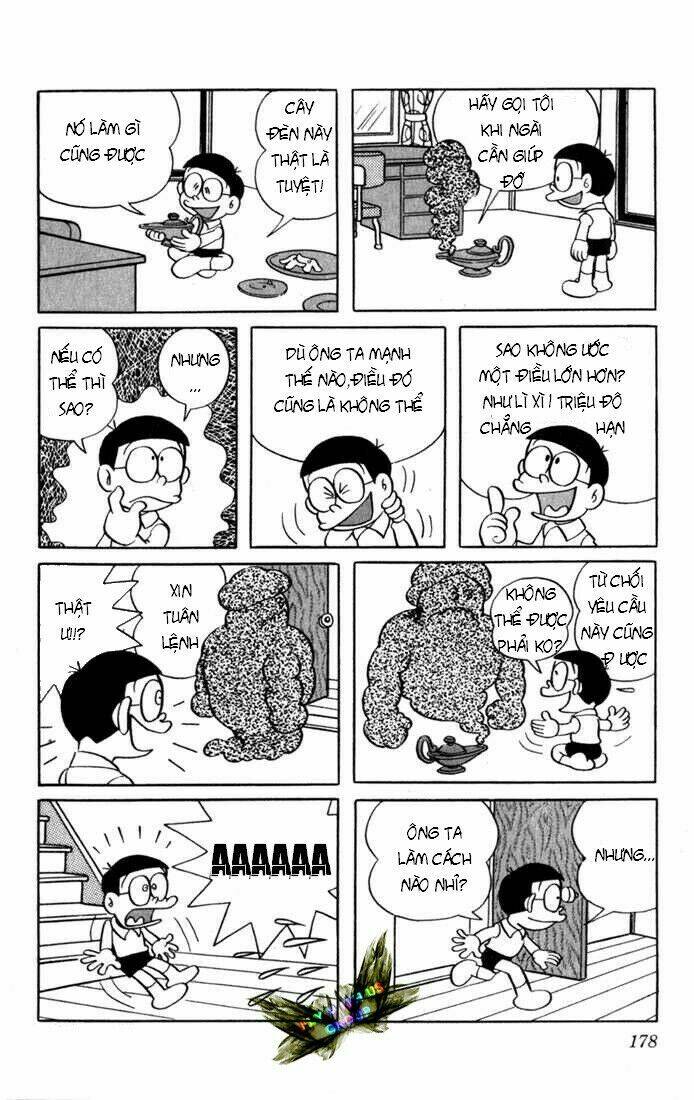 HÃY GỌI TÔI
KHI NGÀI
CẦN GIÚP
ĐỠ
CÂY
ĐÈN NÀY
THẬT LÀ
TUYỆT!
NÓ LÀM GÌ
CŨNG ĐƯỢC
SAO KHÔNG ƯỚC
MỘT ĐIỀU LỚN HƠN?
NHƯ LÌ XÌ 1 TRIỆU ĐÔ
CHẲNG HẠN
DÙ ÔNG TA MẠNH
THẾ NÀO,ĐIỀU ĐÓ
CŨNG LÀ KHÔNG THỂ
NHƯNG
...
NẾU CÓ
THỂ THÌ
SAO?
TỪ CHỐI
YÊU CẦU
NÀY CŨNG
ĐƯỢC
KHÔNG
THỂ ĐƯỢC
PHẢI KO?
XIN
TUÂN
LỆNH
THẬT
Ư!!?
NHƯNG...
ÔNG TA
LÀM CÁCH
NÀO NHỈ?
AAAAAA
178